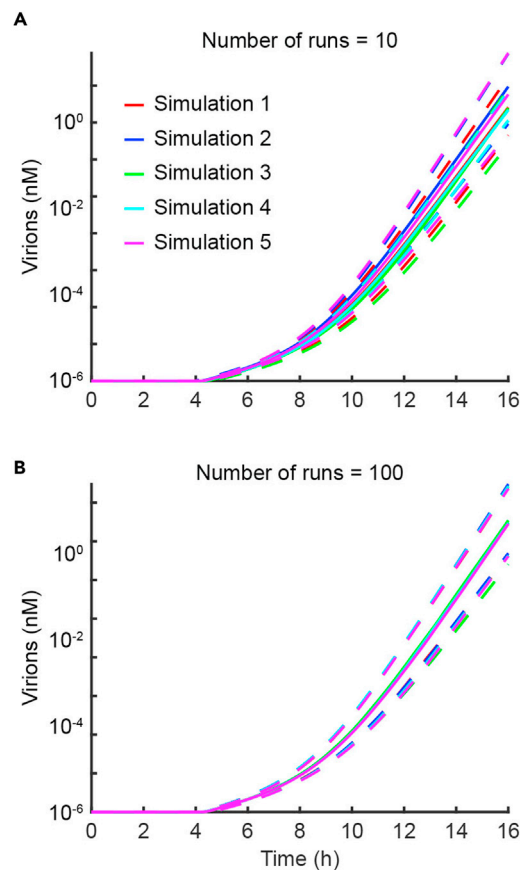 A
Number of runs = 10
Simulation 1
Simulation 2
Simulation 3
Simulation 4
Simulation 5
Virions (nM)
10^0
10^-2
10^-4
10^-6
0 2 4 6 8 10 12 14 16
B
Number of runs = 100
Virions (nM)
10^0
10^-2
10^-4
10^-6
0 2 4 6 8 10 12 14 16
Time (h)